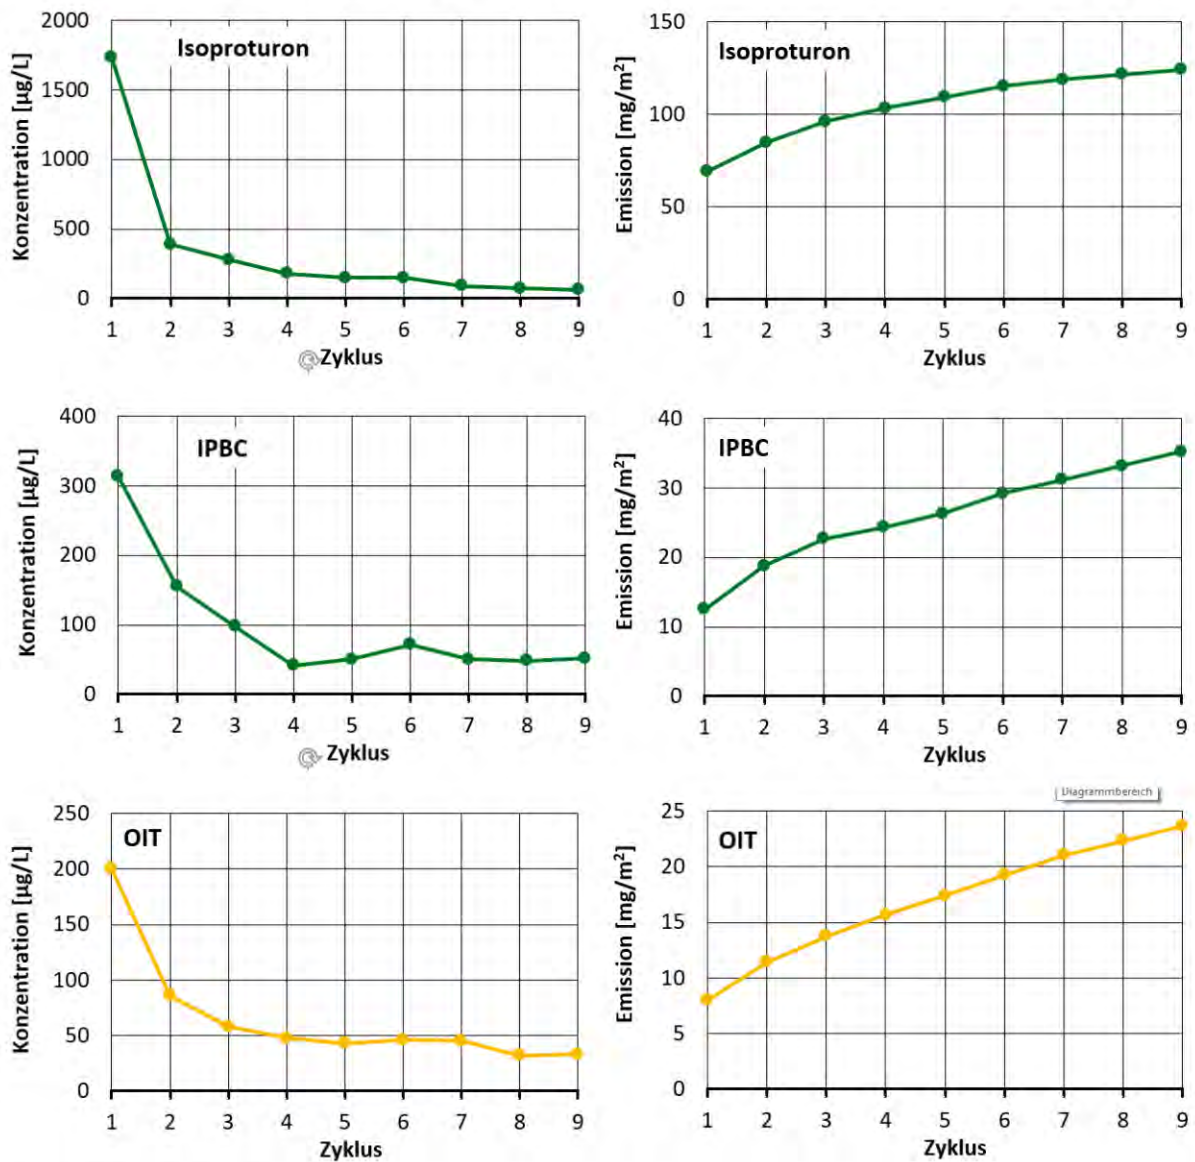 Isoproturon
Konzentration [µg/L]
2000
1500
1000
500
0
1 2 3 4 5 6 7 8 9
Zyklus
Isoproturon
Emission [mg/m²]
150
100
50
0
1 2 3 4 5 6 7 8 9
Zyklus
IPBC
Konzentration [µg/L]
400
300
200
100
0
1 2 3 4 5 6 7 8 9
Zyklus
IPBC
Emission [mg/m²]
40
30
20
10
0
1 2 3 4 5 6 7 8 9
Zyklus
OIT
Konzentration [µg/L]
250
200
150
100
50
0
1 2 3 4 5 6 7 8 9
Zyklus
Diagrammbereich
OIT
Emission [mg/m²]
25
20
15
10
5
0
1 2 3 4 5 6 7 8 9
Zyklus